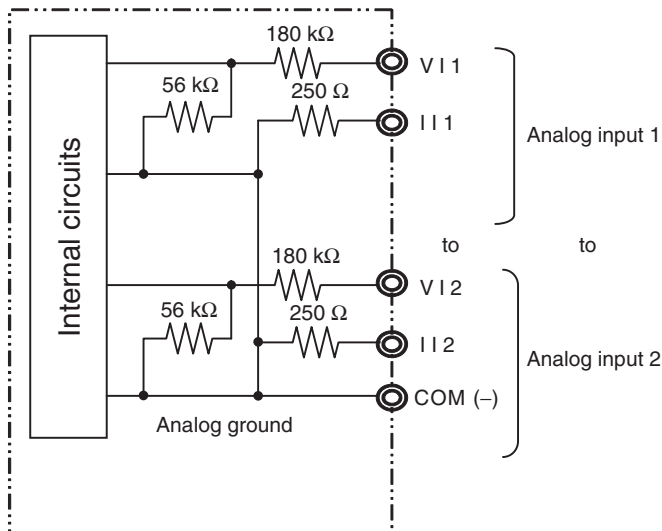 180 kΩ
V I 1
56 kΩ
250 Ω
I I 1
Analog input 1
Internal circuits
to
to
180 kΩ
V I 2
56 kΩ
250 Ω
I I 2
Analog input 2
COM (–)
Analog ground